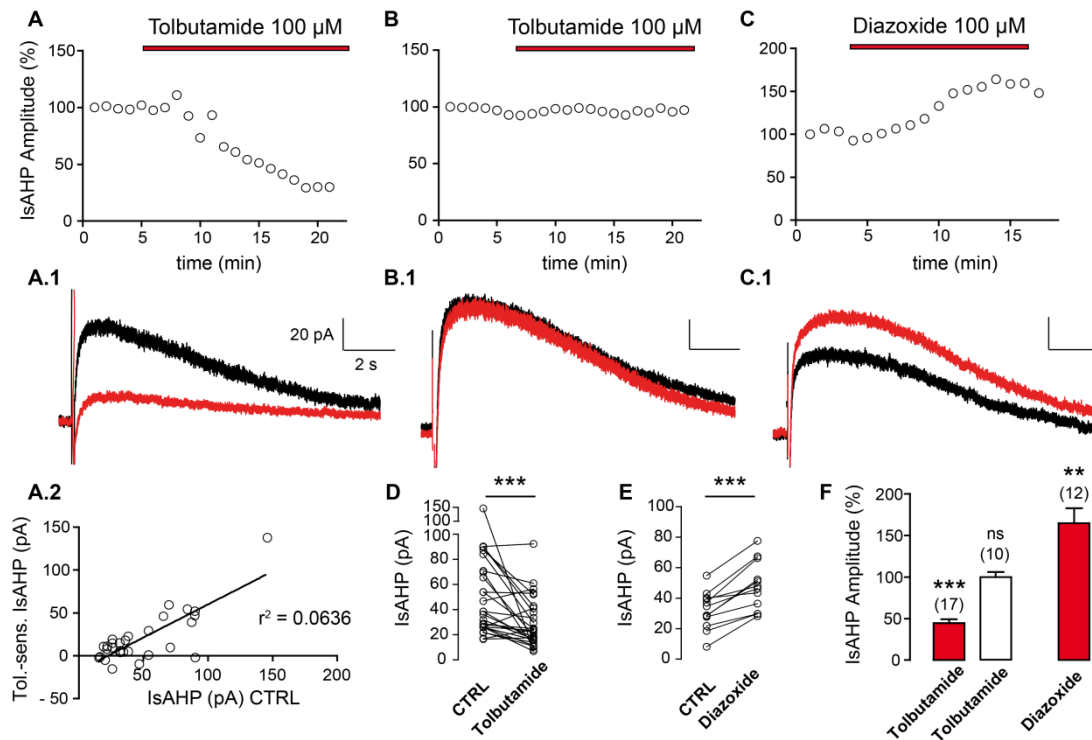 A
Tolbutamide 100 µM
IsAHP Amplitude (%)
150
100
50
0
0 5 10 15 20
time (min)
B
Tolbutamide 100 µM
150
100
50
0
0 5 10 15 20
time (min)
C
Diazoxide 100 µM
200
150
100
50
0
0 5 10 15
time (min)
A.1
20 pA
2 s
B.1
C.1
A.2
Tol.-sens. IsAHP (pA)
150
100
50
0
- 50
0 50 100 150 200
r² = 0.0636
IsAHP (pA) CTRL
D
***
IsAHP (pA)
150
100
100
80
60
40
20
0
CTRL
Tolbutamide
E
***
IsAHP (pA)
100
80
60
40
20
0
CTRL
Diazoxide
F
IsAHP Amplitude (%)
200
150
100
50
0
***
(17)
ns
(10)
**
(12)
Tolbutamide
Tolbutamide
Diazoxide